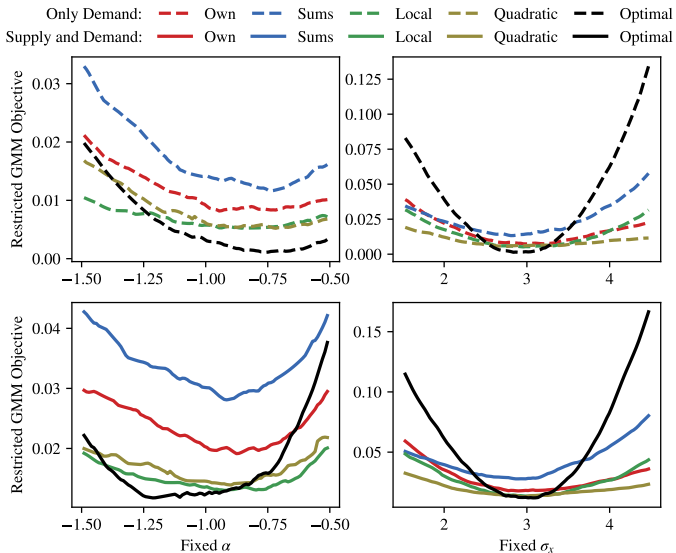 Only Demand: Own Sums Local Quadratic Optimal
Supply and Demand: Own Sums Local Quadratic Optimal
Restricted GMM Objective
0.03
0.02
0.01
0.00
−1.50 −1.25 −1.00 −0.75 −0.50
0.125
0.100
0.075
0.050
0.025
0.000
2 3 4
Restricted GMM Objective
0.04
0.03
0.02
−1.50 −1.25 −1.00 −0.75 −0.50
Fixed α
0.15
0.10
0.05
2 3 4
Fixed σₓ